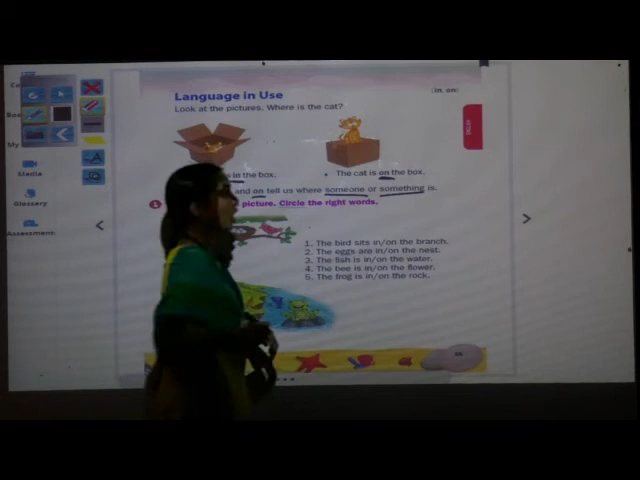 Language in Use
(in, on)
Look at the pictures. Where is the cat?
in the box.
• The cat is on the box.
and on tell us where someone or something is.
1 picture. Circle the right words.
1. The bird sits in/on the branch.
2. The eggs are in/on the nest.
3. The fish is in/on the water.
4. The bee is in/on the flower.
5. The frog is in/on the rock.
My
Media
Glossary
Assessment